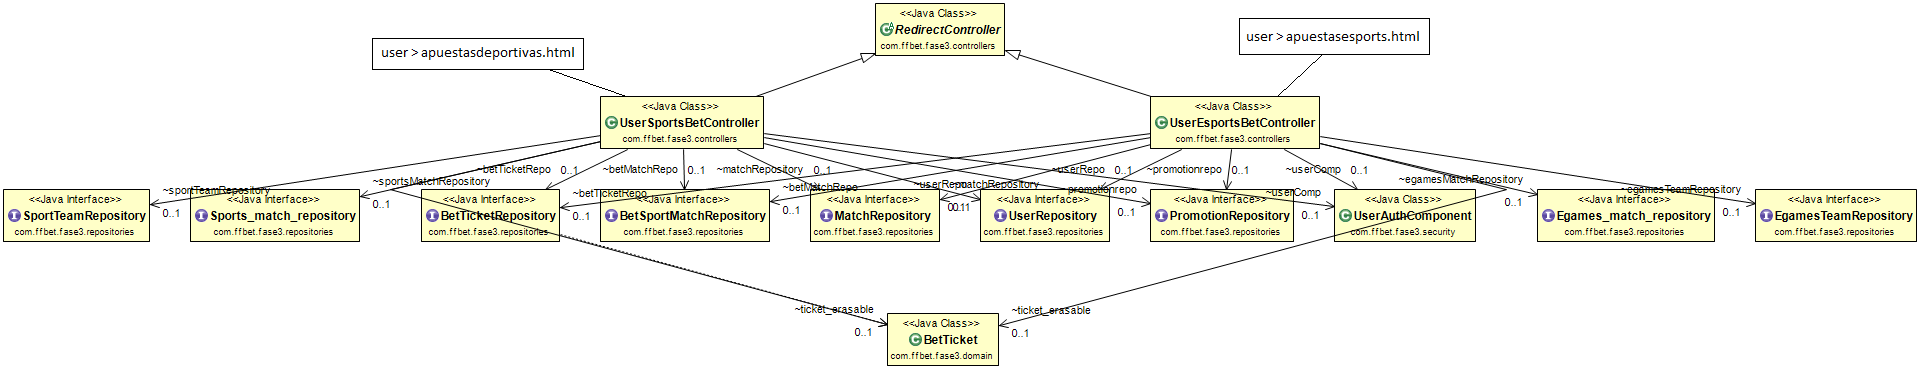 <<Java Class>>
RedirectController
com.ffbet.fase3.controllers
user > apuestasdeportivas.html
user > apuestasesports.html
<<Java Class>>
UserSportsBetController
com.ffbet.fase3.controllers
<<Java Class>>
UserEsportsBetController
com.ffbet.fase3.controllers
~sportTeamRepository
0..1
~sportsMatchRepository
0..1
~betTicketRepo
0..1
~betMatchRepo
0..1
~matchRepository
0..1
~userRepo
0..1
~promotionrepo
0..1
~userComp
0..1
~betTicketRepo
0..1
~betMatchRepo
0..1
~matchRepository
0..1
~userRepo
0..1
promotionrepo
0..1
~userComp
0..1
~egamesMatchRepository
0..1
~egamesTeamRepository
0..1
<<Java Interface>>
SportTeamRepository
com.ffbet.fase3.repositories
<<Java Interface>>
Sports_match_repository
com.ffbet.fase3.repositories
<<Java Interface>>
BetTicketRepository
com.ffbet.fase3.repositories
<<Java Interface>>
BetSportMatchRepository
com.ffbet.fase3.repositories
<<Java Interface>>
MatchRepository
com.ffbet.fase3.repositories
<<Java Interface>>
UserRepository
com.ffbet.fase3.repositories
<<Java Interface>>
PromotionRepository
com.ffbet.fase3.repositories
<<Java Class>>
UserAuthComponent
com.ffbet.fase3.security
<<Java Interface>>
Egames_match_repository
com.ffbet.fase3.repositories
<<Java Interface>>
EgamesTeamRepository
com.ffbet.fase3.repositories
~ticket_erasable
0..1
~ticket_erasable
0..1
<<Java Class>>
BetTicket
com.ffbet.fase3.domain